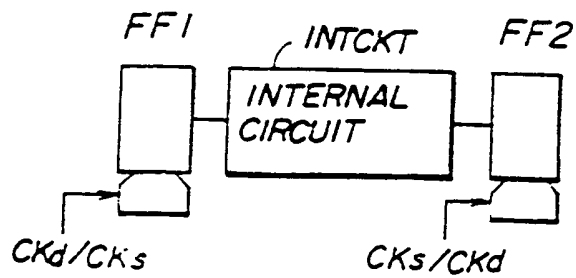 FF1
INTCKT
FF2
INTERNAL
CIRCUIT
CKd/CKs
CKs/CKd